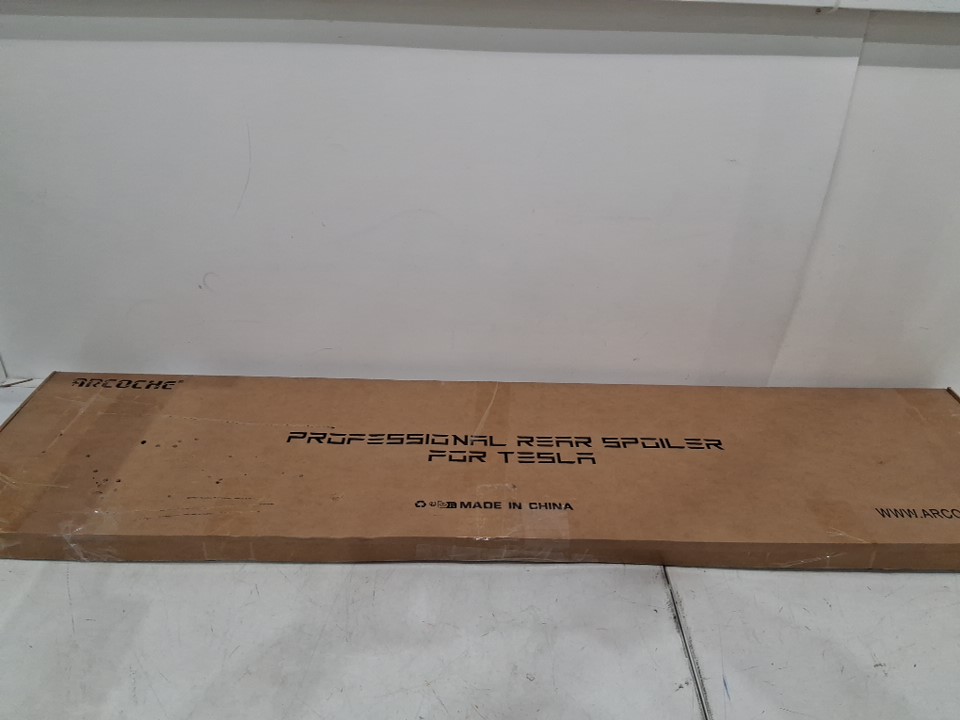 ARCOCHE®
PROFESSIONAL REAR SPOILER
FOR TESLA
MADE IN CHINA
WWW.ARCO